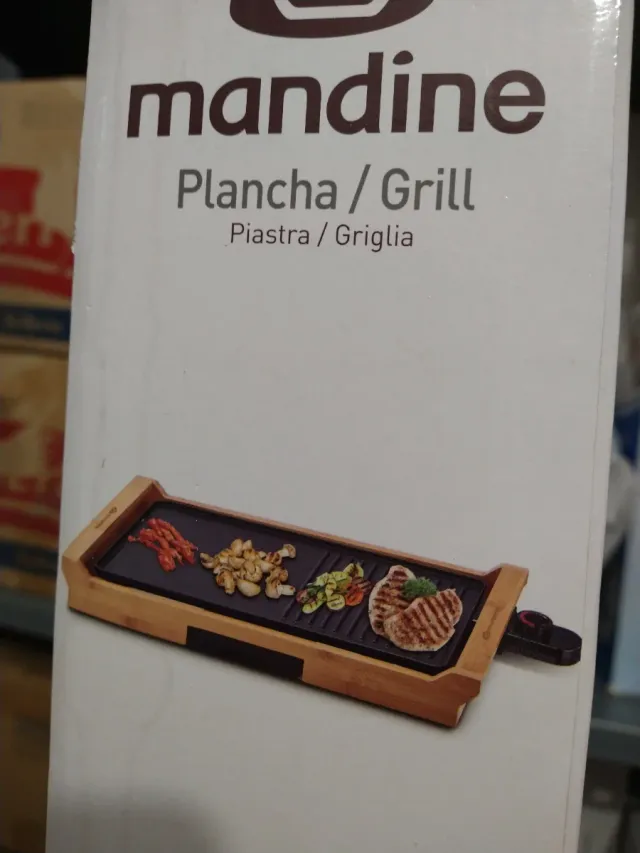 mandine
Plancha / Grill
Piastra / Griglia